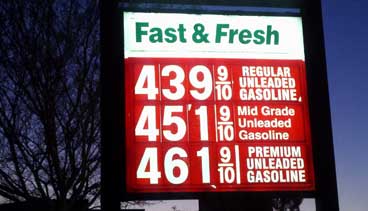 Fast & Fresh
439 9/10 REGULAR
UNLEADED
GASOLINE
451 9/10 Mid Grade
Unleaded
Gasoline
461 9/10 PREMIUM
UNLEADED
GASOLINE